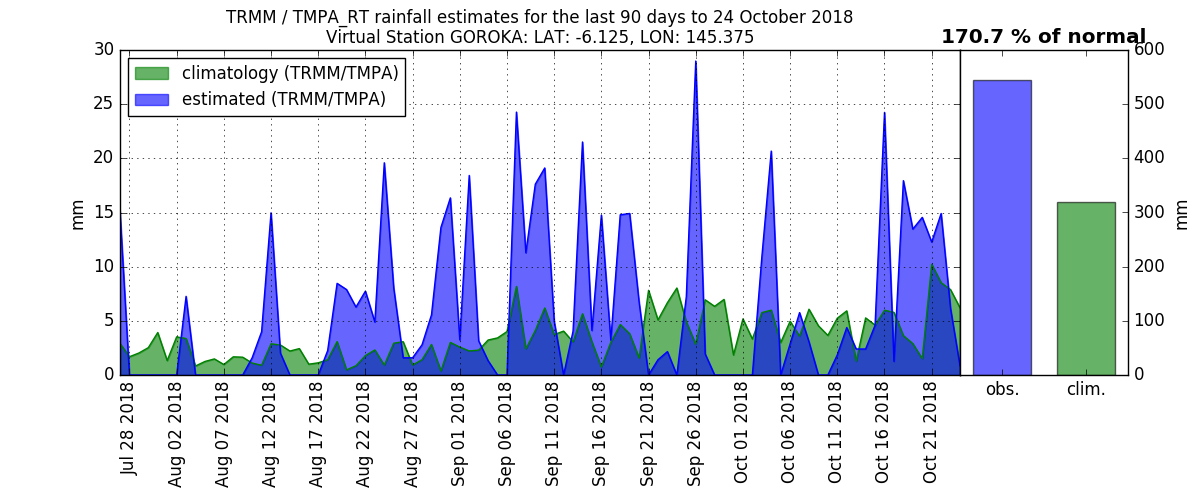 TRMM / TMPA_RT rainfall estimates for the last 90 days to 24 October 2018
Virtual Station GOROKA: LAT: -6.125, LON: 145.375
170.7 % of normal
climatology (TRMM/TMPA)
estimated (TRMM/TMPA)
30
25
20
15
10
5
0
mm
600
500
400
300
200
100
0
mm
Jul 28 2018
Aug 02 2018
Aug 07 2018
Aug 12 2018
Aug 17 2018
Aug 22 2018
Aug 27 2018
Sep 01 2018
Sep 06 2018
Sep 11 2018
Sep 16 2018
Sep 21 2018
Sep 26 2018
Oct 01 2018
Oct 06 2018
Oct 11 2018
Oct 16 2018
Oct 21 2018
obs.
clim.